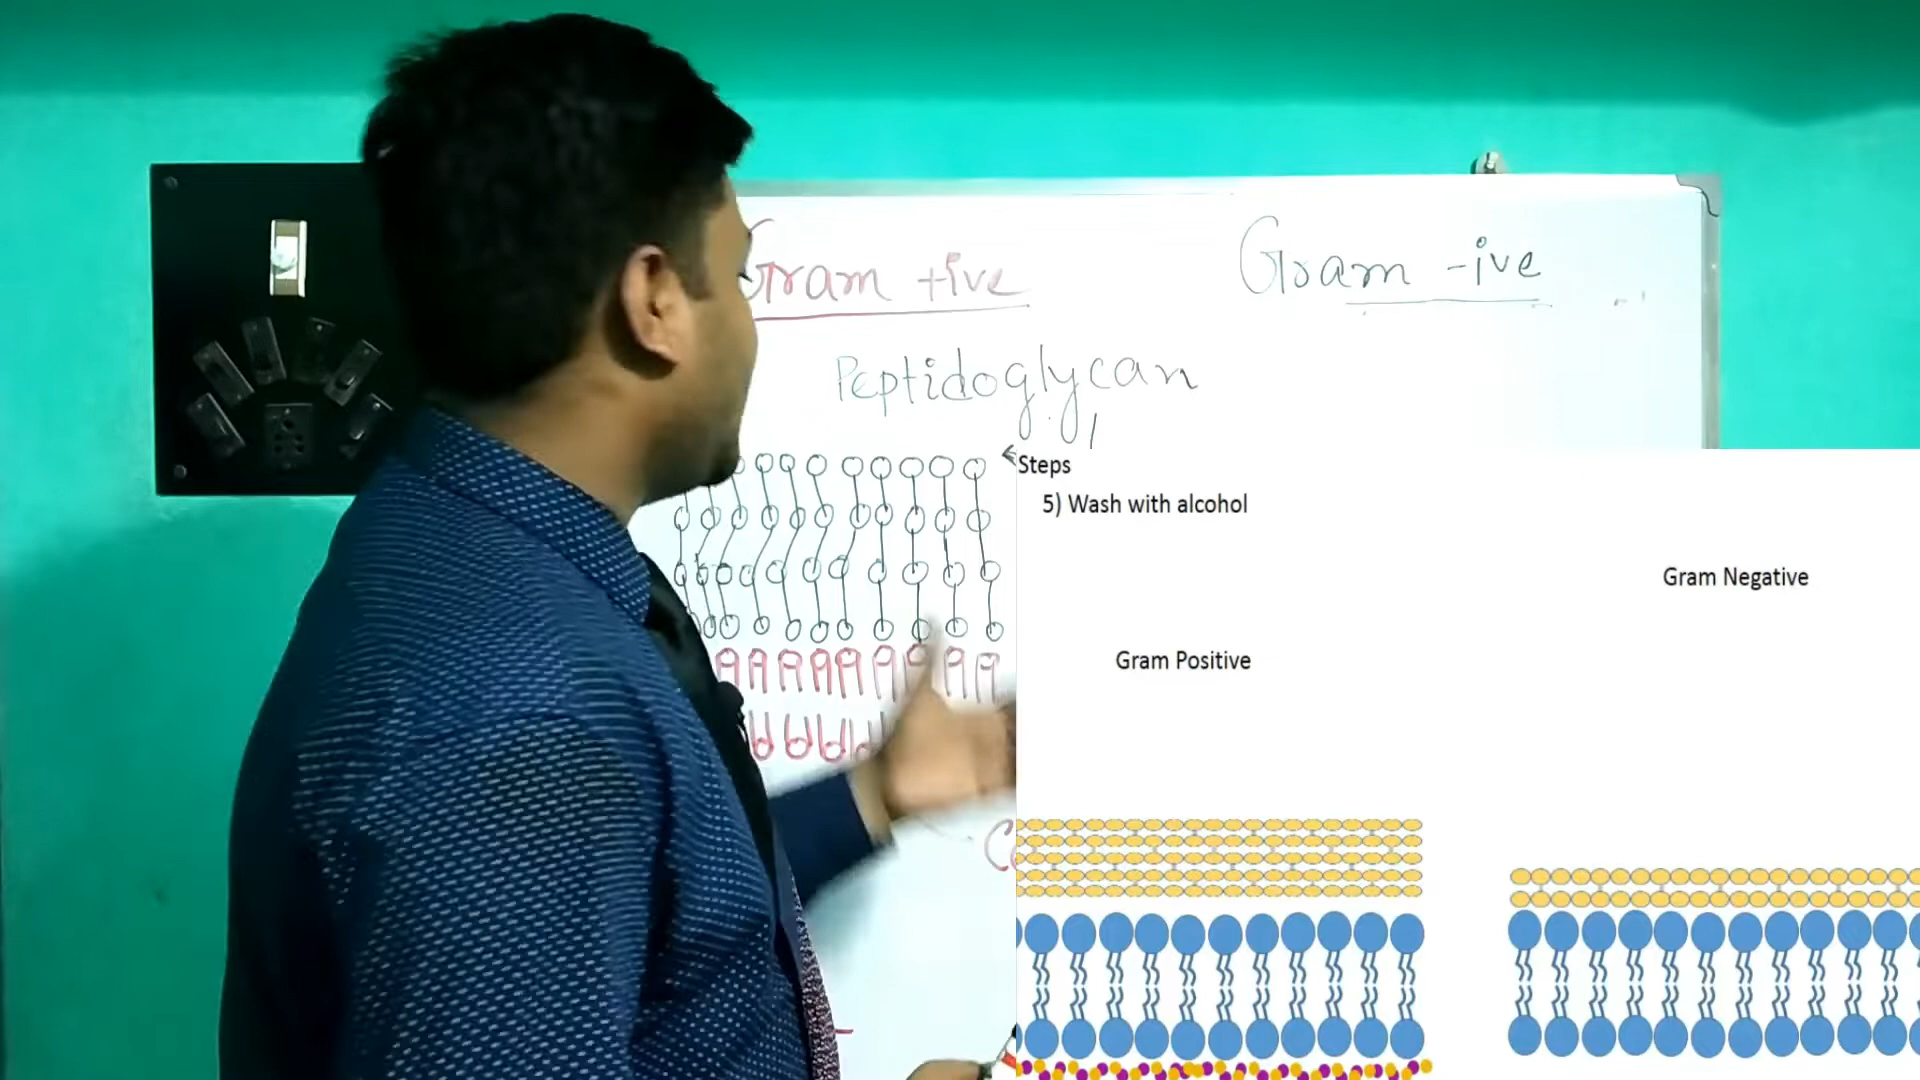 Gram +ive
Gram -ive
Peptidoglycan
Steps
5) Wash with alcohol
Gram Negative
Gram Positive